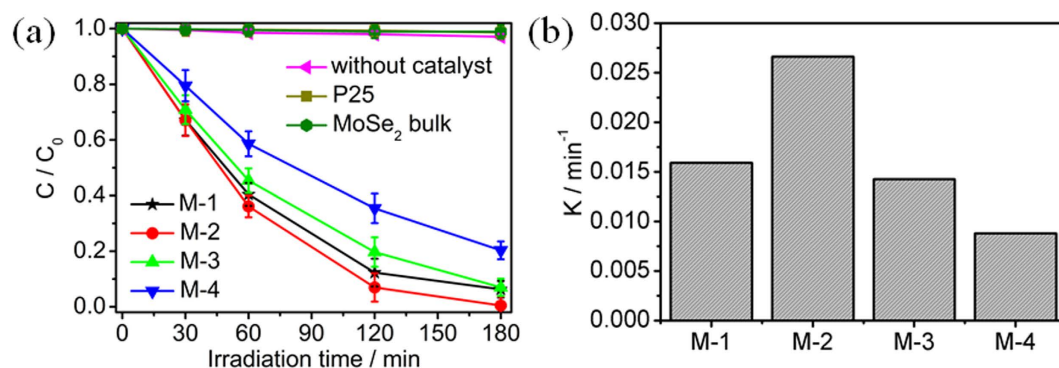 (a)
C / C0
1.0
0.8
0.6
0.4
0.2
0.0
without catalyst
P25
MoSe2 bulk
M-1
M-2
M-3
M-4
0 30 60 90 120 150 180
Irradiation time / min
(b)
K / min-1
0.030
0.025
0.020
0.015
0.010
0.005
0.000
M-1 M-2 M-3 M-4